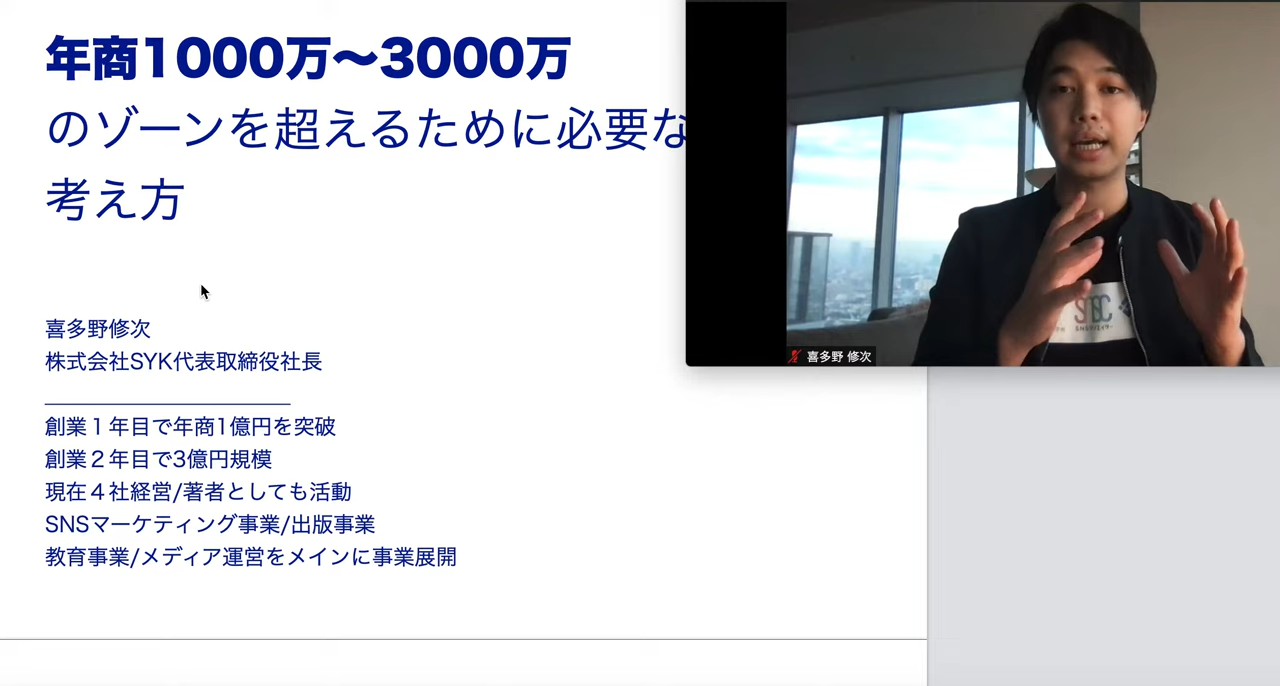 年商1000万〜3000万
のゾーンを超えるために必要な
考え方
喜多野修次
株式会社SYK代表取締役社長
創業１年目で年商1億円を突破
創業２年目で3億円規模
現在４社経営/著者としても活動
SNSマーケティング事業/出版事業
教育事業/メディア運営をメインに事業展開
喜多野 修次